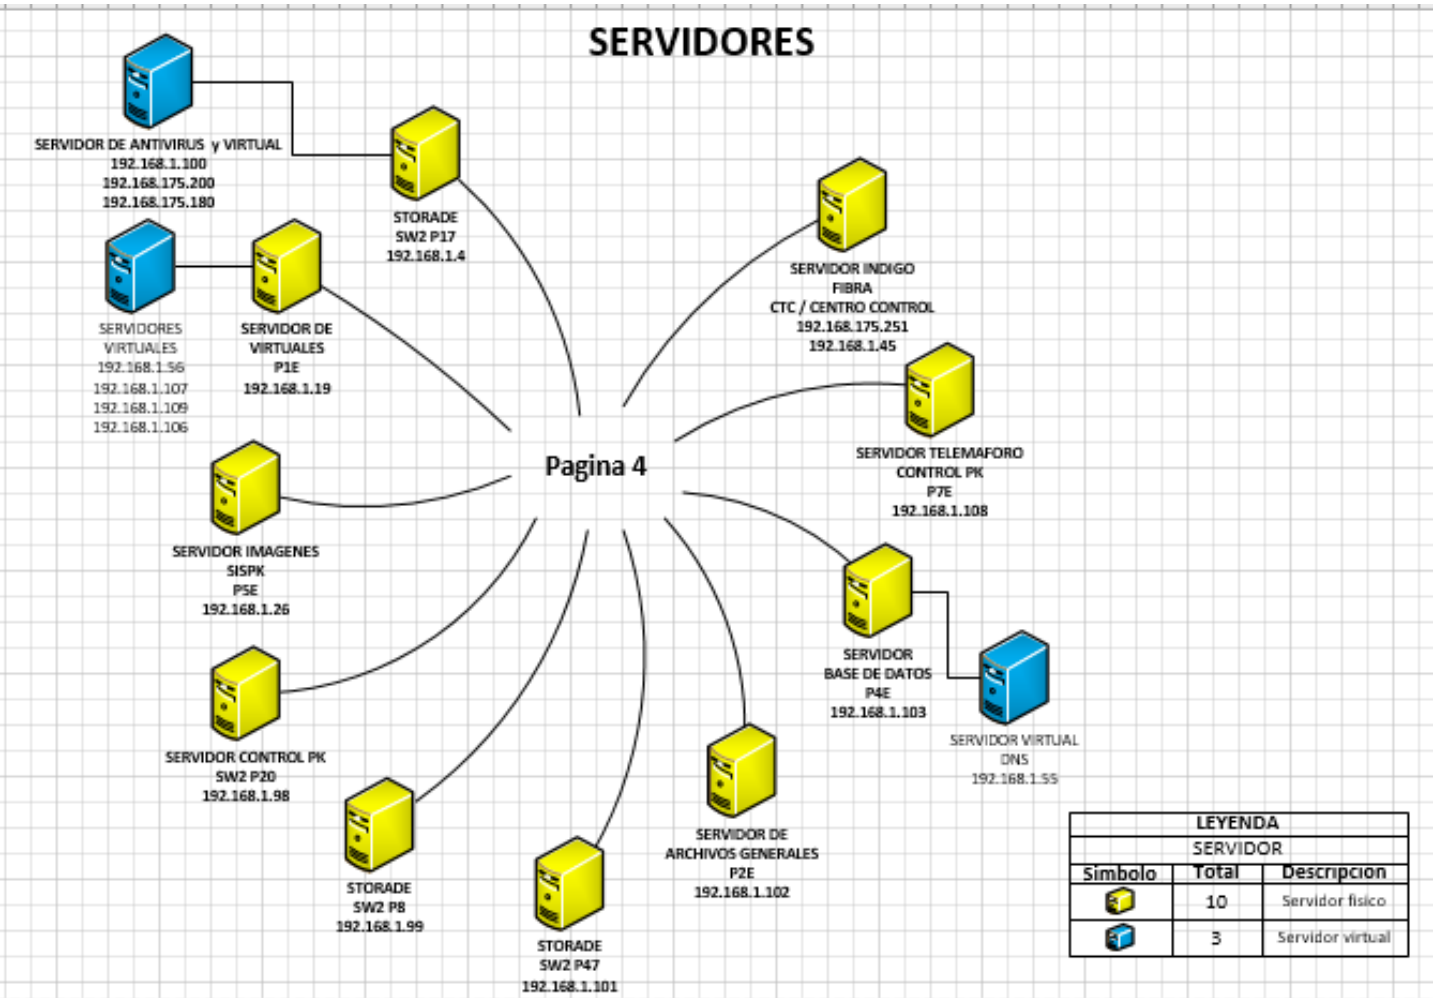 SERVIDORES
SERVIDOR DE ANTIVIRUS y VIRTUAL
192.168.1.100
192.168.175.200
192.168.175.180
STORADE
SW2 P17
192.168.1.4
SERVIDORES
VIRTUALES
192.168.1.56
192.168.1.107
192.168.1.109
192.168.1.106
SERVIDOR DE
VIRTUALES
P1E
192.168.1.19
SERVIDOR INDIGO
FIBRA
CTC / CENTRO CONTROL
192.168.175.251
192.168.1.45
SERVIDOR TELEMAFORO
CONTROL PK
P7E
192.168.1.108
Pagina 4
SERVIDOR IMAGENES
SISPK
P5E
192.168.1.26
SERVIDOR
BASE DE DATOS
P4E
192.168.1.103
SERVIDOR VIRTUAL
DNS
192.168.1.55
SERVIDOR CONTROL PK
SW2 P20
192.168.1.98
STORADE
SW2 P8
192.168.1.99
STORADE
SW2 P47
192.168.1.101
SERVIDOR DE
ARCHIVOS GENERALES
P2E
192.168.1.102
LEYENDA
SERVIDOR
Simbolo Total Descripcion
10 Servidor fisico
3 Servidor virtual